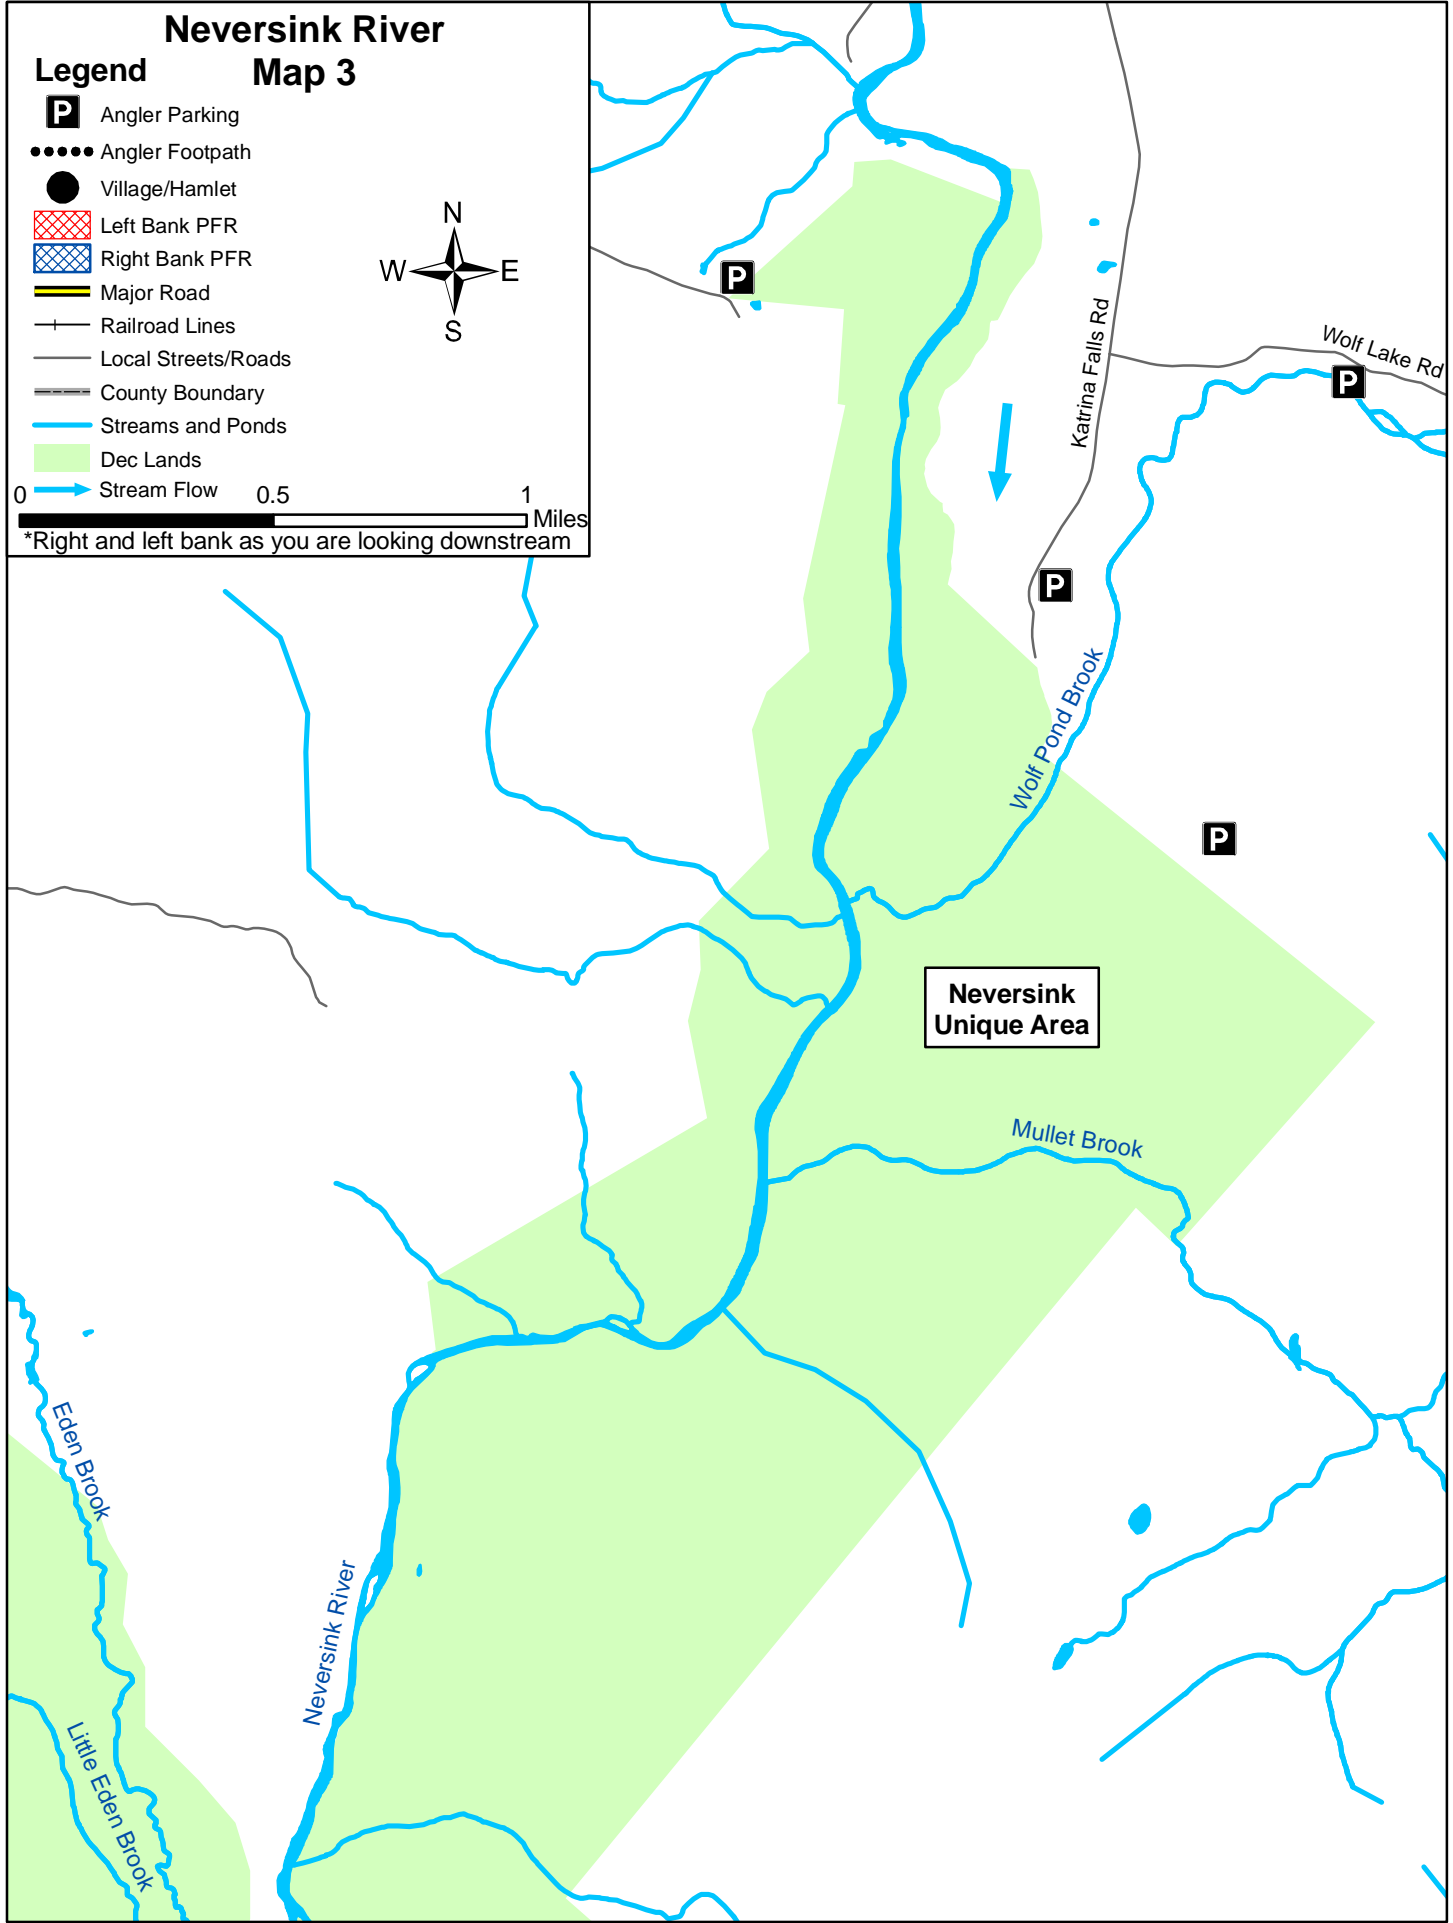 Neversink River
Map 3
Legend
P Angler Parking
Angler Footpath
Village/Hamlet
Left Bank PFR
Right Bank PFR
Major Road
Railroad Lines
Local Streets/Roads
County Boundary
Streams and Ponds
Dec Lands
Stream Flow
N
W E
S
0 0.5 1
Miles
*Right and left bank as you are looking downstream
P
Katrina Falls Rd
Wolf Lake Rd
P
P
Wolf Pond Brook
P
Neversink
Unique Area
Mullet Brook
Eden Brook
Neversink River
Little Eden Brook